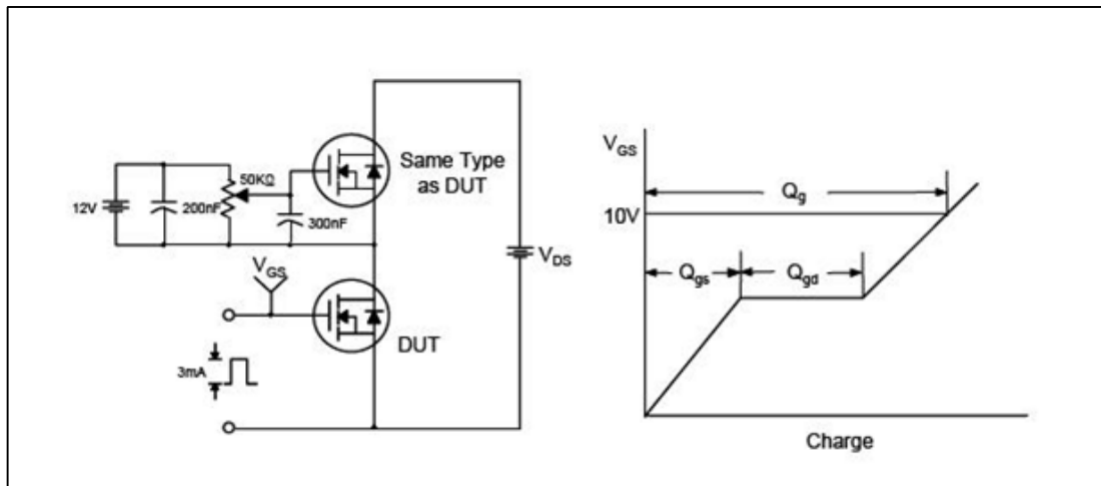 Same Type
as DUT
50KΩ
12V
200nF
300nF
V_DS
V_GS
DUT
3mA
V_GS
Q_g
10V
Q_gs
Q_gd
Charge